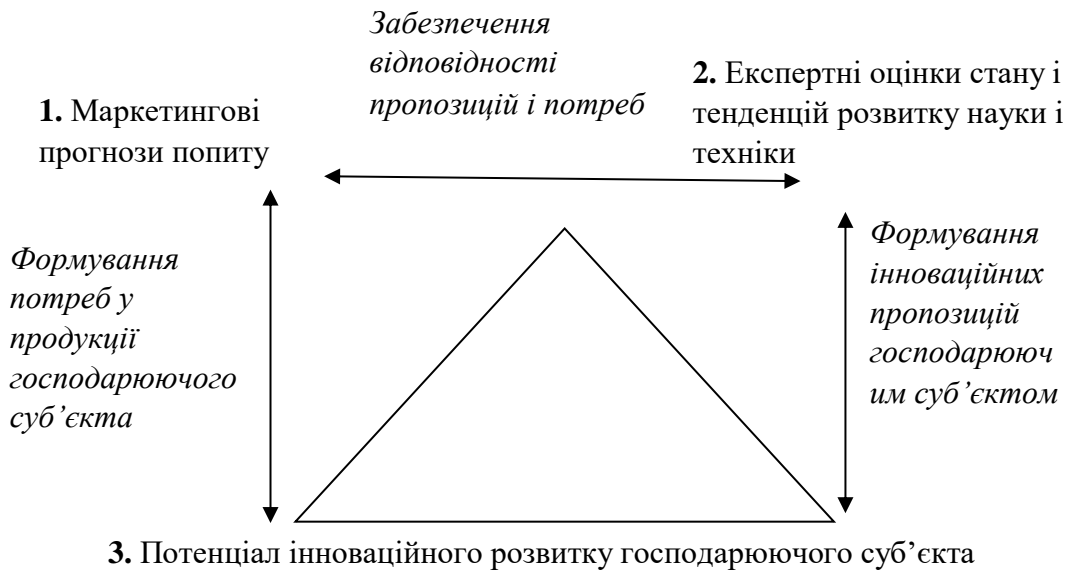 Забезпечення
відповідності
пропозицій і потреб
1. Маркетингові
прогнози попиту
2. Експертні оцінки стану і
тенденцій розвитку науки і
техніки
Формування
потреб у
продукції
господарюючого
суб’єкта
Формування
інноваційних
пропозицій
господарююч
им суб’єктом
3. Потенціал інноваційного розвитку господарюючого суб’єкта